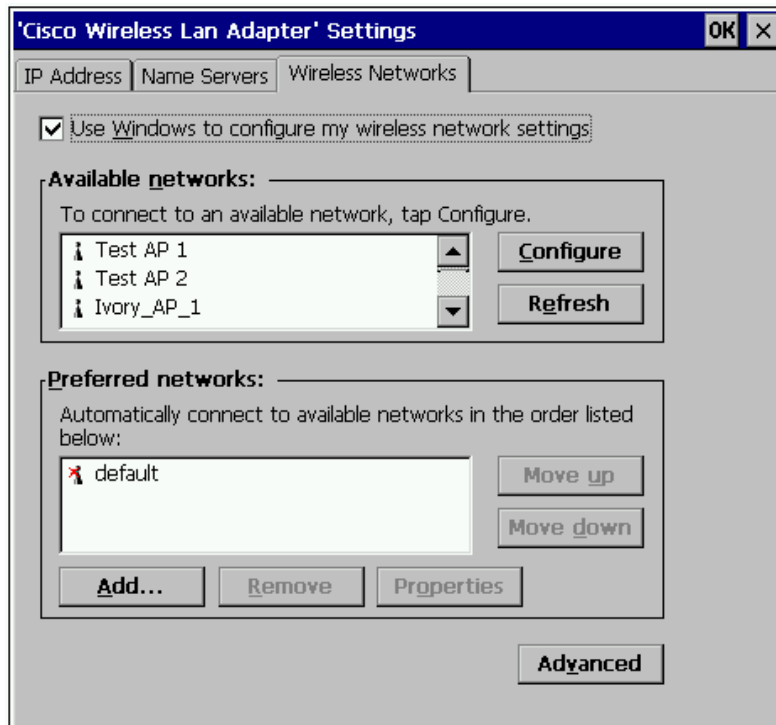 'Cisco Wireless Lan Adapter' Settings OK ×
IP Address Name Servers Wireless Networks
Use Windows to configure my wireless network settings
Available networks:
To connect to an available network, tap Configure.
Test AP 1
Test AP 2
Ivory_AP_1
Configure
Refresh
Preferred networks:
Automatically connect to available networks in the order listed
below:
default
Move up
Move down
Add... Remove Properties
Advanced